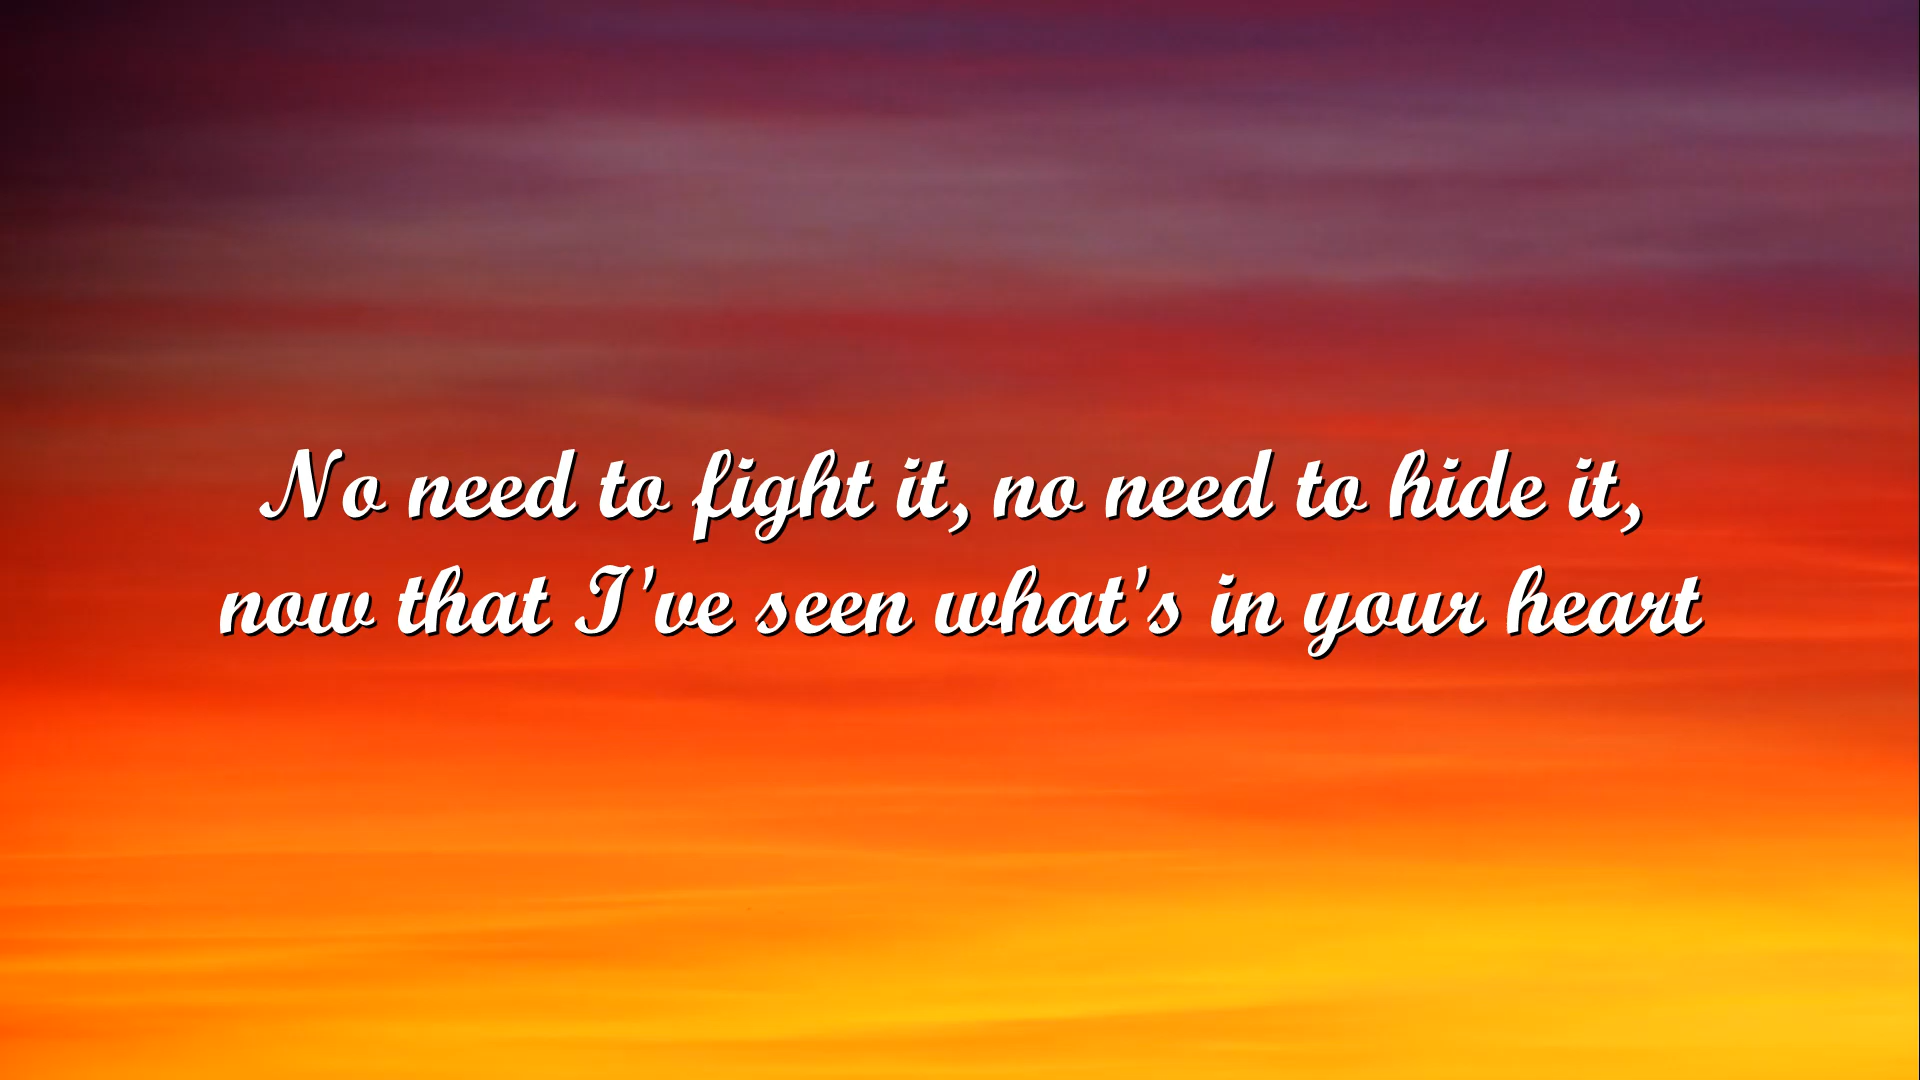 No need to fight it, no need to hide it,
now that I've seen what's in your heart